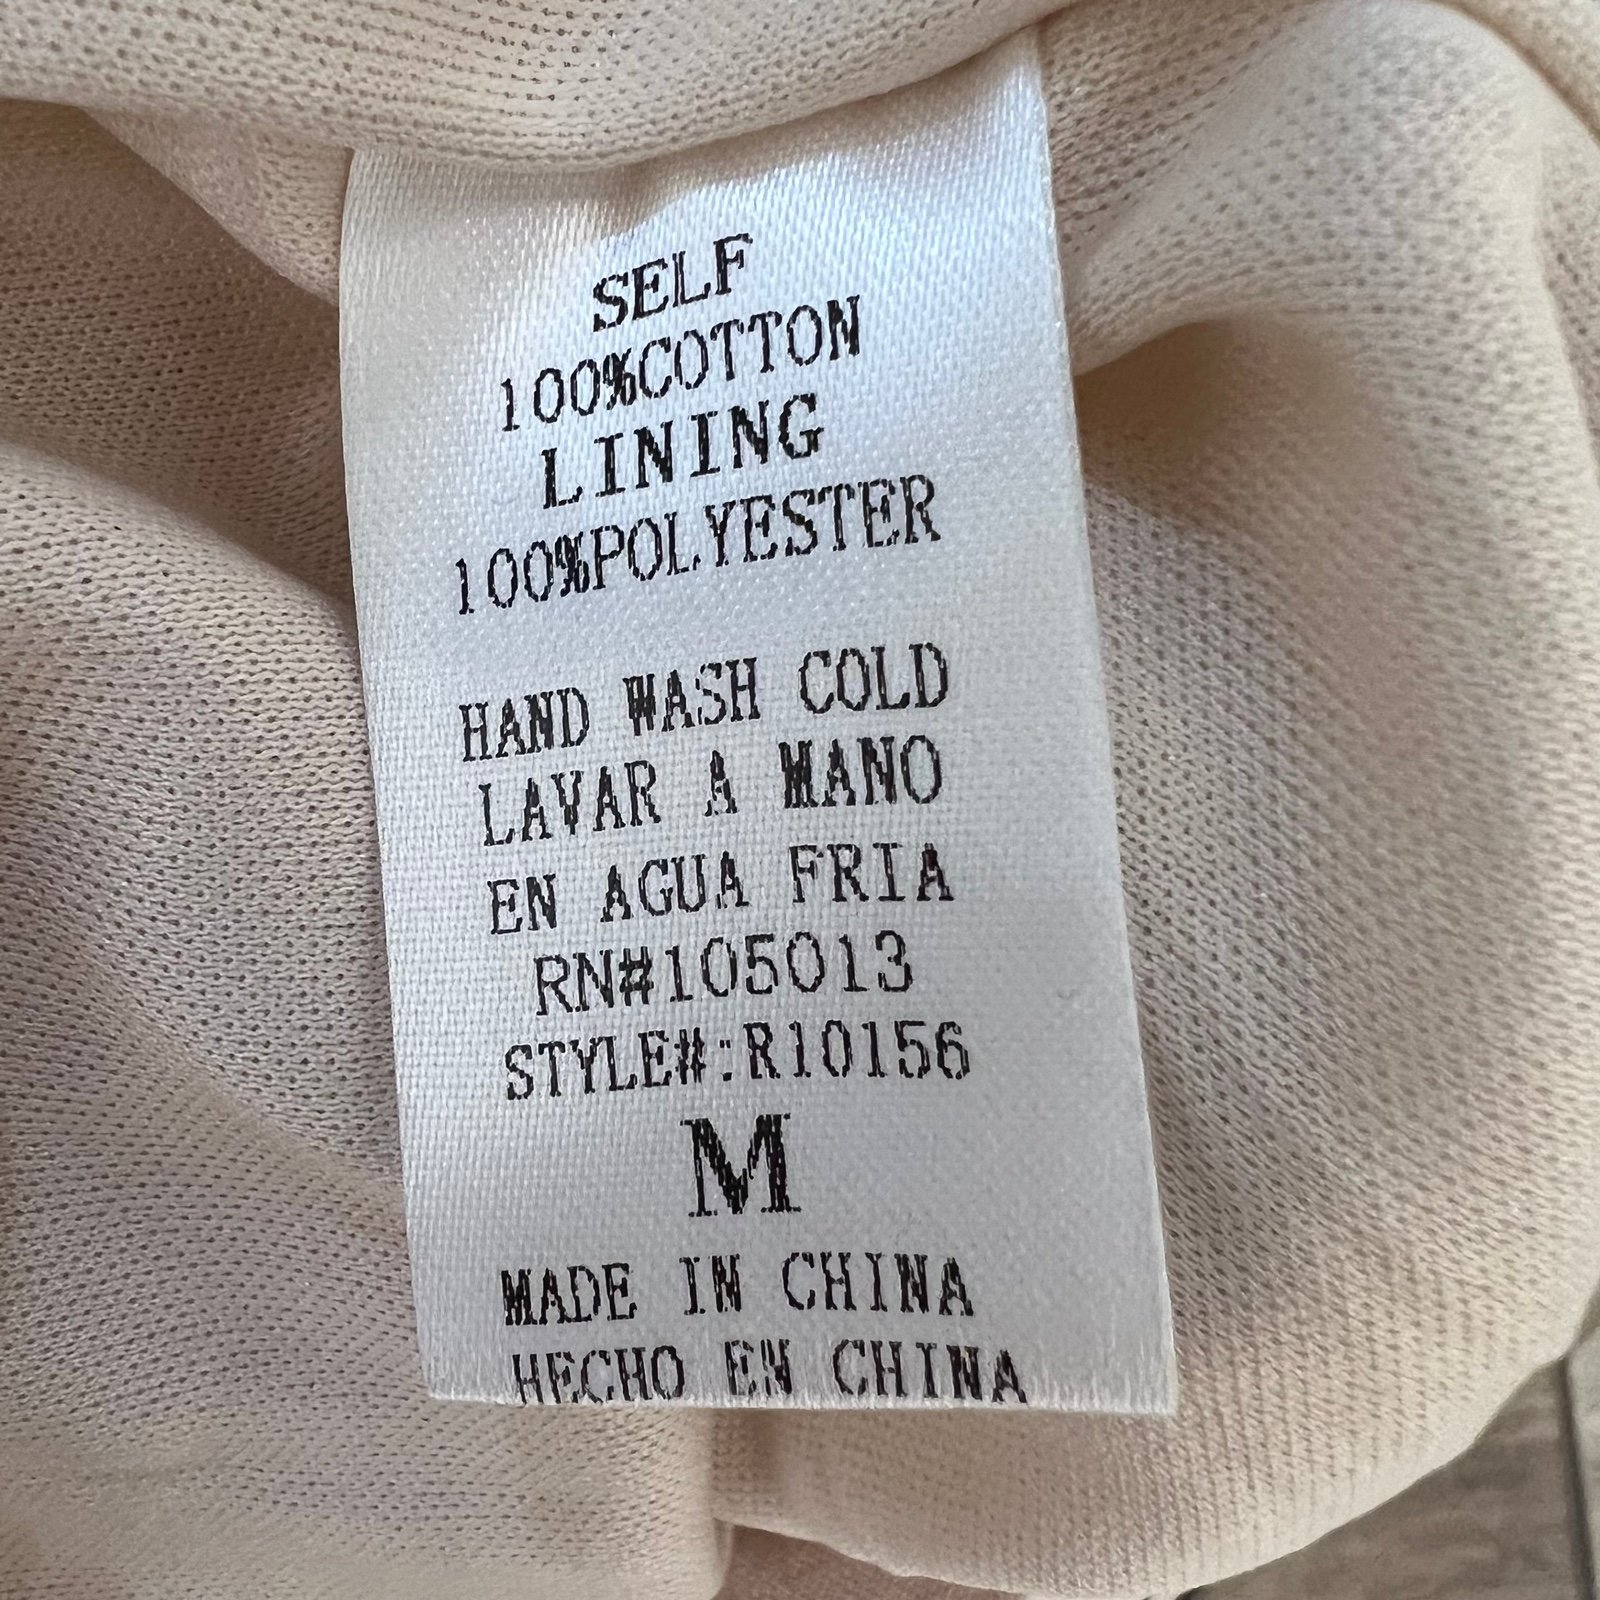 SELF
100%COTTON
LINING
100%POLYESTER
HAND WASH COLD
LAVAR A MANO
EN AGUA FRIA
RN#105013
STYLE#:R10156
M
MADE IN CHINA
HECHO EN CHINA